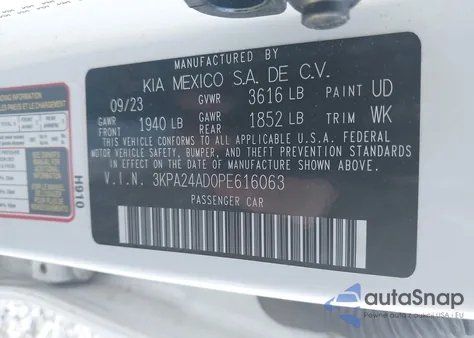 MANUFACTURED BY
KIA MEXICO S.A. DE C.V.
09/23 GVWR 3616 LB PAINT UD
GAWR FRONT 1940 LB GAWR REAR 1852 LB TRIM WK
THIS VEHICLE CONFORMS TO ALL APPLICABLE U.S.A. FEDERAL
MOTOR VEHICLE SAFETY, BUMPER, AND THEFT PREVENTION STANDARDS
IN EFFECT ON THE DATE OF MANUFACTURE SHOWN ABOVE.
V.I.N. 3KPA24AD0PE616063
PASSENGER CAR
H910
autoSnap